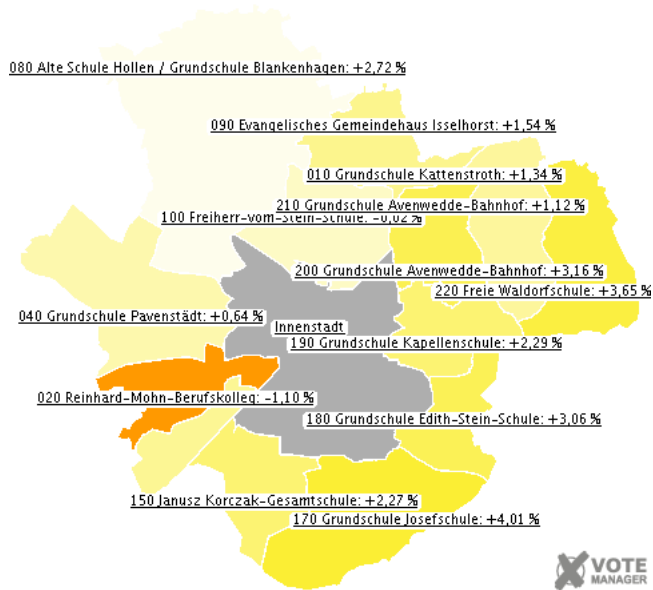 080 Alte Schule Hollen / Grundschule Blankenhagen: +2,72 %
090 Evangelisches Gemeindehaus Isselhorst: +1,54 %
010 Grundschule Kattenstroth: +1,34 %
210 Grundschule Avenwedde-Bahnhof: +1,12 %
100 Freiherr-vom-Stein-Schule: -0,02 %
200 Grundschule Avenwedde-Bahnhof: +3,16 %
220 Freie Waldorfschule: +3,65 %
040 Grundschule Pavenstädt: +0,64 %
Innenstadt
190 Grundschule Kapellenschule: +2,29 %
020 Reinhard-Mohn-Berufskolleg: -1,10 %
180 Grundschule Edith-Stein-Schule: +3,06 %
150 Janusz Korczak-Gesamtschule: +2,27 %
170 Grundschule Josefschule: +4,01 %
VOTE
MANAGER